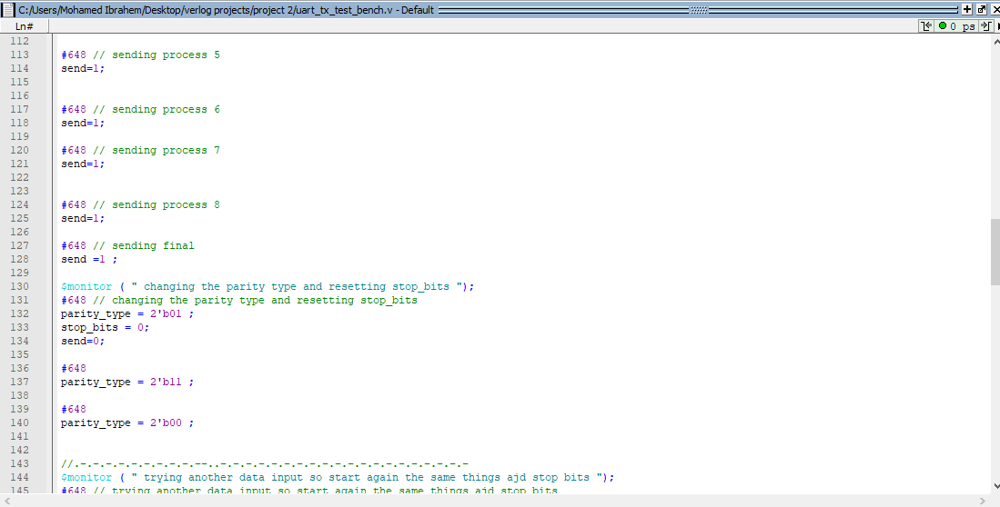 C:/Users/Mohamed Ibrahem/Desktop/verlog projects/project 2/uart_tx_test_bench.v - Default
Ln#
0 ps
112
113 #648 // sending process 5
114 send=1;
115
116
117 #648 // sending process 6
118 send=1;
119
120 #648 // sending process 7
121 send=1;
122
123
124 #648 // sending process 8
125 send=1;
126
127 #648 // sending final
128 send =1 ;
129
130 $monitor ( " changing the parity type and resetting stop_bits ");
131 #648 // changing the parity type and resetting stop_bits
132 parity_type = 2'b01 ;
133 stop_bits = 0;
134 send=0;
135
136 #648
137 parity_type = 2'b11 ;
138
139 #648
140 parity_type = 2'b00 ;
141
142
143 //.-.-.-.-.-.-.-.-.-.--..-.-.-.-.-.-.-.-.-.-.-.-.-.-.-.-.-.-.-.-
144 $monitor ( " trying another data input so start again the same things ajd stop bits ");
145 #648 // trying another data input so start again the same things ajd stop bits